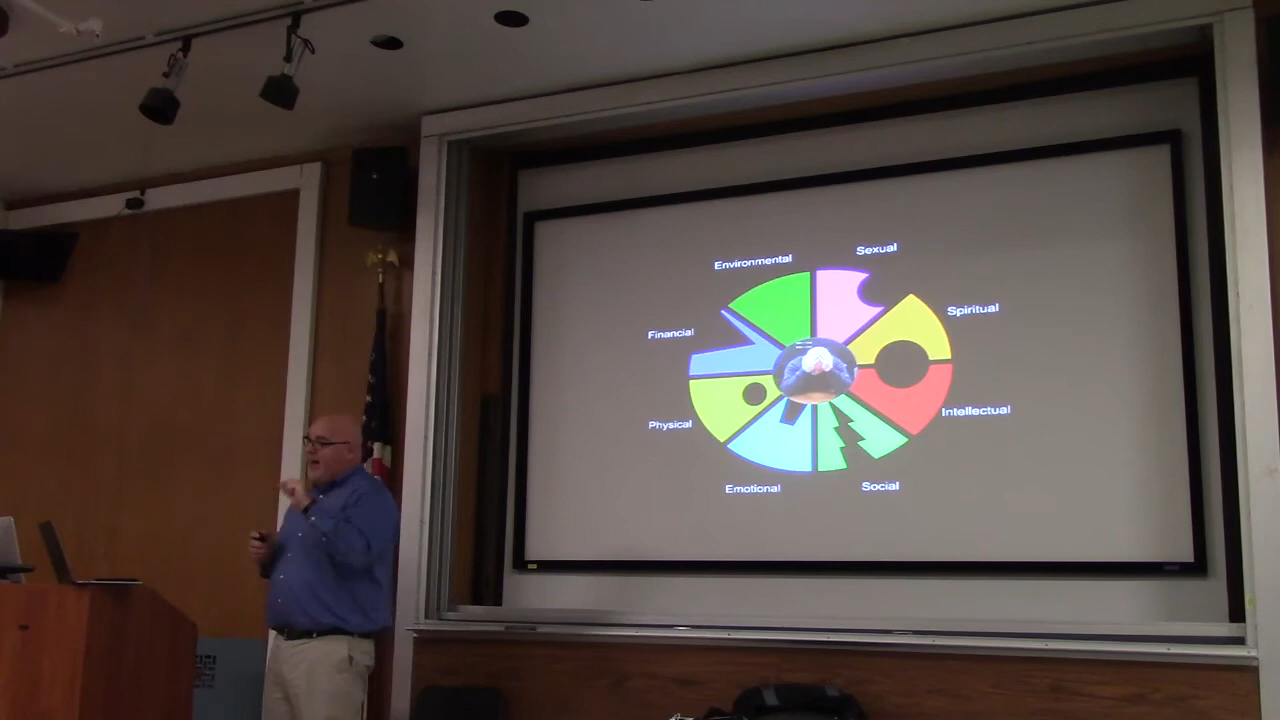 Sexual
Environmental
Spiritual
Financial
Intellectual
Physical
Social
Emotional